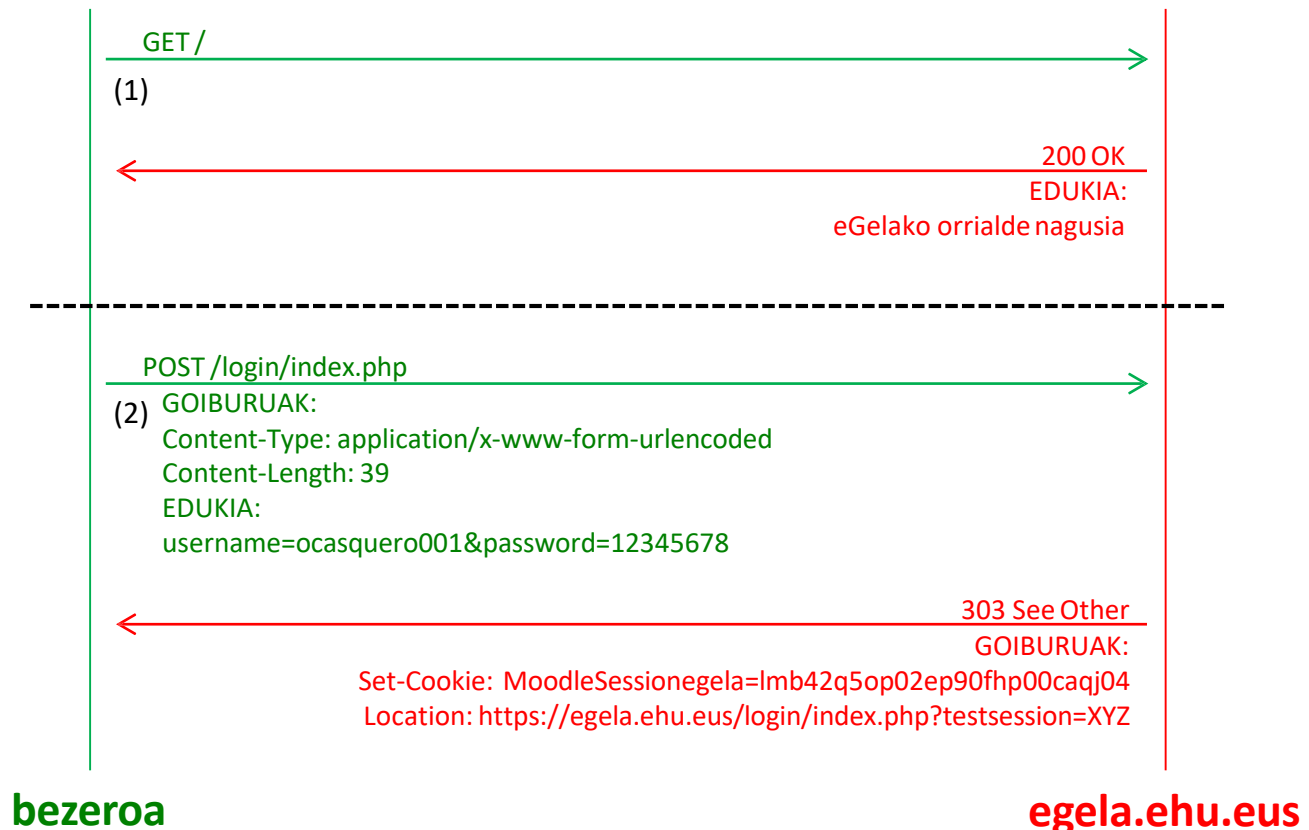 GET /
(1)
200 OK
EDUKIA:
eGelako orrialde nagusia
POST /login/index.php
(2) GOIBURUAK:
Content-Type: application/x-www-form-urlencoded
Content-Length: 39
EDUKIA:
username=ocasquero001&password=12345678
303 See Other
GOIBURUAK:
Set-Cookie: MoodleSessionegela=lmb42q5op02ep90fhp00caqj04
Location: https://egela.ehu.eus/login/index.php?testsession=XYZ
bezeroa
egela.ehu.eus